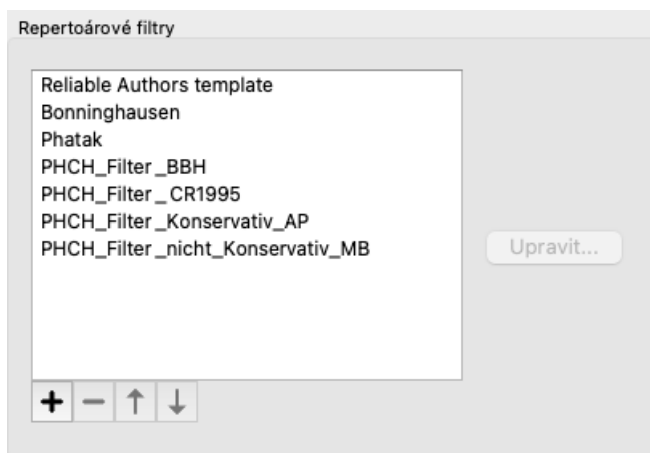 Repertoárové filtry
Reliable Authors template
Bonninghausen
Phatak
PHCH_Filter_BBH
PHCH_Filter_CR1995
PHCH_Filter_Konservativ_AP
PHCH_Filter_nicht_Konservativ_MB
Upravit...